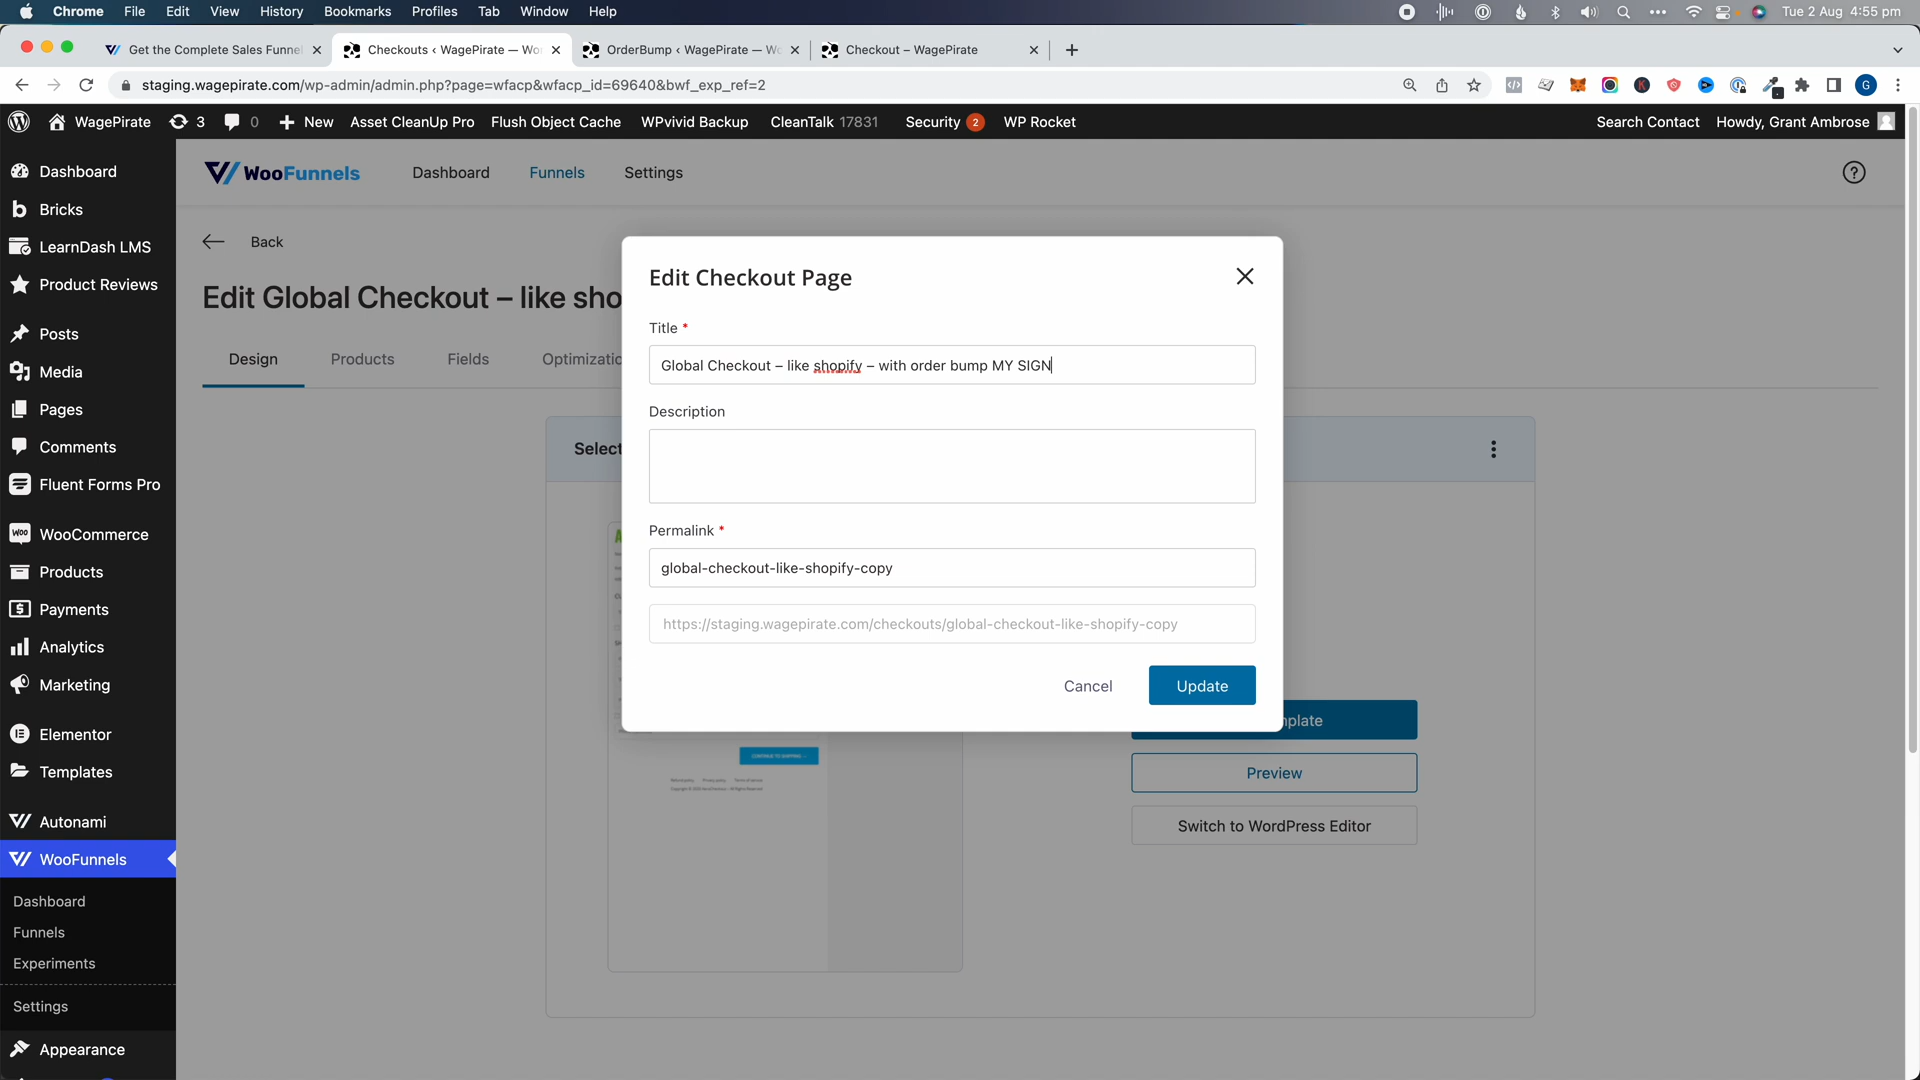 Chrome File Edit View History Bookmarks Profiles Tab Window Help Tue 2 Aug 4:55 pm
Get the Complete Sales Funne Checkouts ‹ WagePirate — Wo OrderBump ‹ WagePirate — Wo Checkout – WagePirate
staging.wagepirate.com/wp-admin/admin.php?page=wfacp&wfacp_id=69640&bwf_exp_ref=2
WagePirate 3 0 New Asset CleanUp Pro Flush Object Cache WPvivid Backup CleanTalk 17831 Security 2 WP Rocket Search Contact Howdy, Grant Ambrose
Dashboard
Bricks
LearnDash LMS
Product Reviews
Posts
Media
Pages
Comments
Fluent Forms Pro
WooCommerce
Products
Payments
Analytics
Marketing
Elementor
Templates
Autonami
WooFunnels
Dashboard
Funnels
Experiments
Settings
Appearance
WooFunnels Dashboard Funnels Settings
Back
Edit Global Checkout – like sho
Design Products Fields Optimizatio
Select
Edit Checkout Page
Title *
Global Checkout – like shopify – with order bump MY SIGN
Description
Permalink *
global-checkout-like-shopify-copy
https://staging.wagepirate.com/checkouts/global-checkout-like-shopify-copy
Cancel Update
mplate
Preview
Switch to WordPress Editor
CONTINUE TO SHIPPING